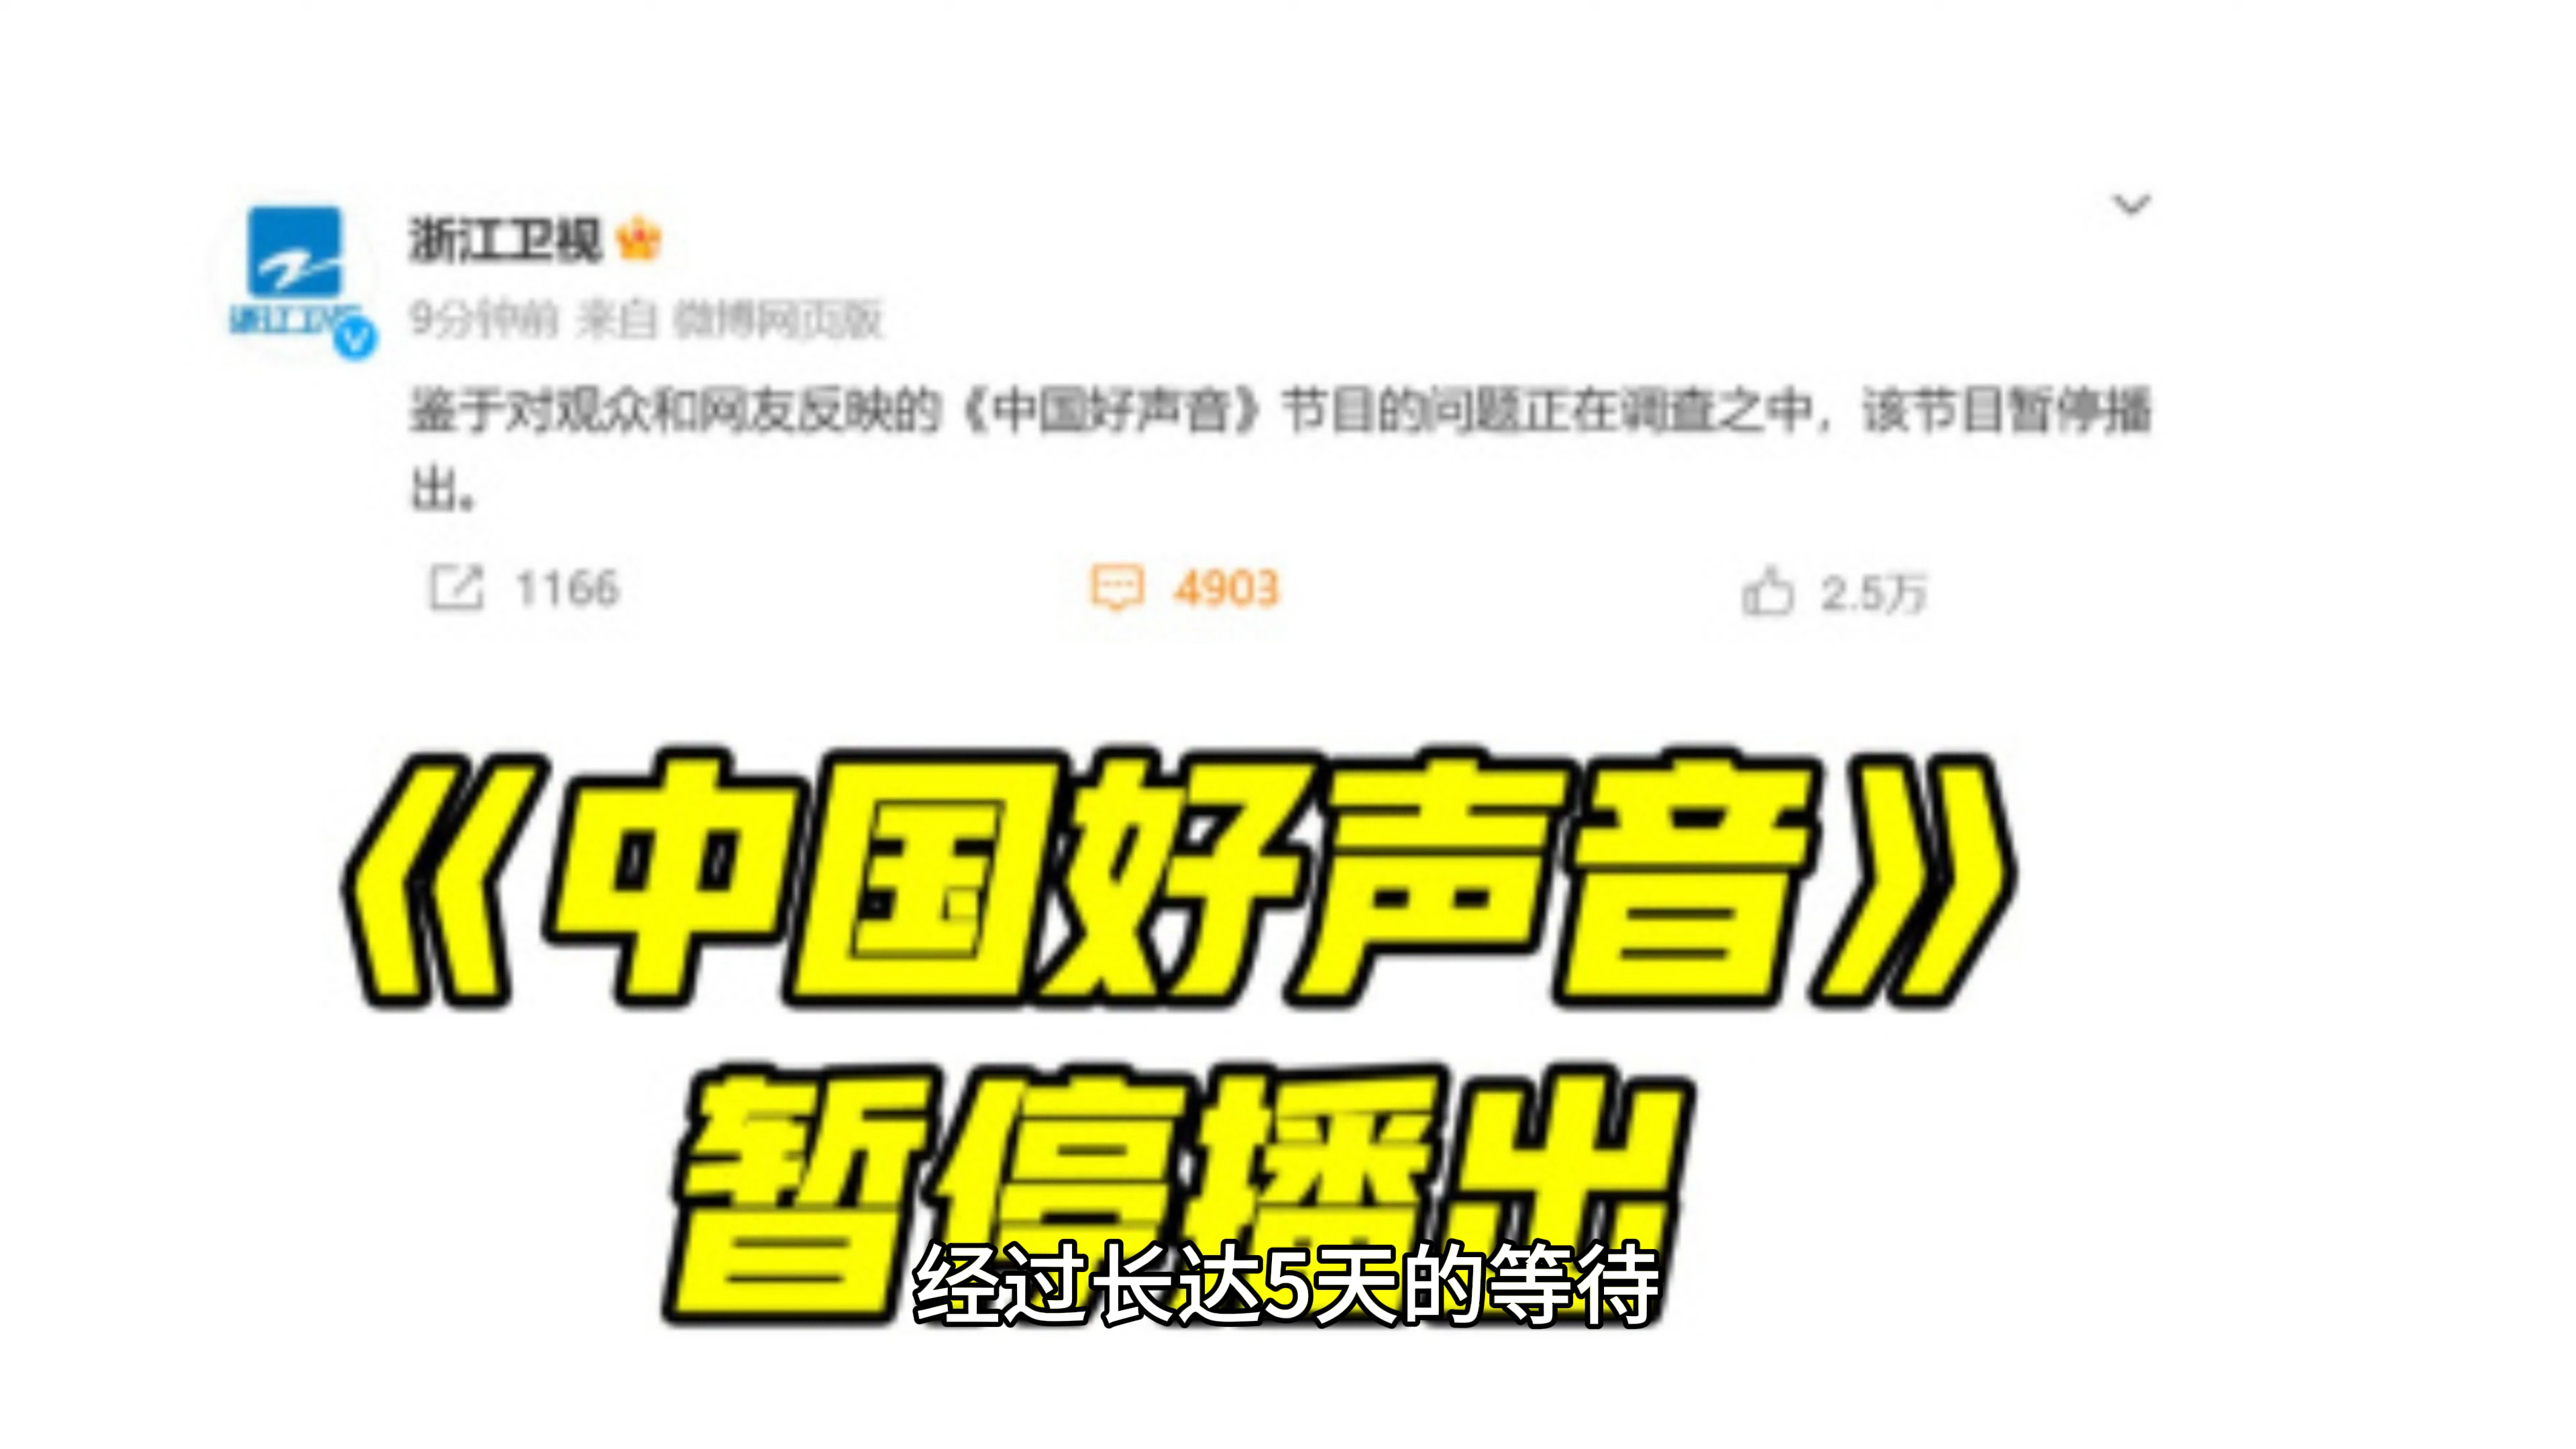 浙江卫视
9分钟前 来自 微博网页版
鉴于对观众和网友反映的《中国好声音》节目的问题正在调查之中，该节目暂停播
出。
1166 4903 2.5万
《中国好声音》
暂停播出
经过长达5天的等待